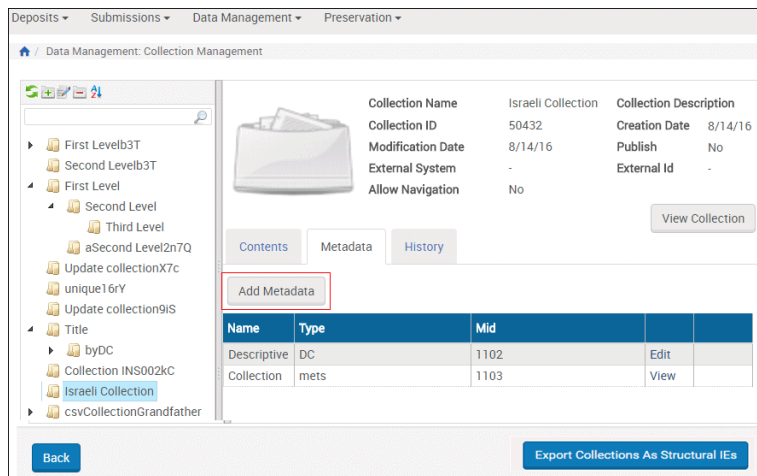 Deposits Submissions Data Management Preservation
/ Data Management: Collection Management
First Levelb3T
Second Levelb3T
First Level
Second Level
Third Level
aSecond Level2n7Q
Update collectionX7c
unique16rY
Update collection9iS
Title
byDC
Collection INS002kC
Israeli Collection
csvCollectionGrandfather
Collection Name Israeli Collection Collection Description
Collection ID 50432 Creation Date 8/14/16
Modification Date 8/14/16 Publish No
External System - External Id -
Allow Navigation No
View Collection
Contents Metadata History
Add Metadata
Name Type Mid
Descriptive DC 1102 Edit
Collection mets 1103 View
Back Export Collections As Structural IEs